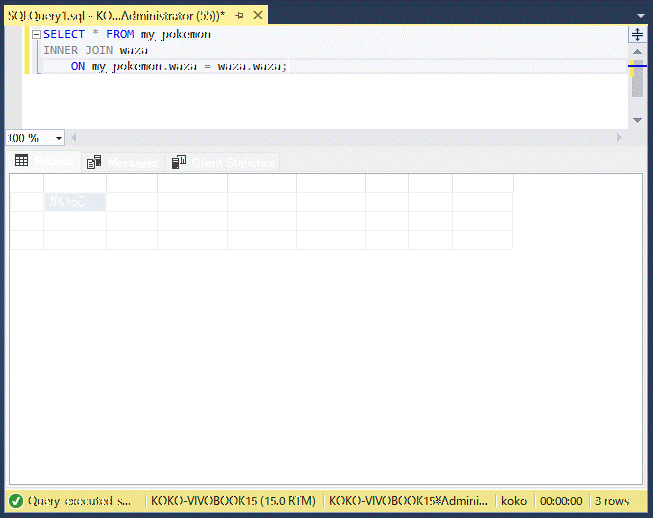 SQLQuery1.sql - KO...Administrator (55))*
SELECT * FROM my_pokemon
INNER JOIN waza
ON my_pokemon.waza = waza.waza;
100 %
Results Messages Client Statistics
かいっこ
Query executed s... KOKO-VIVOBOOK15 (15.0 RTM) KOKO-VIVOBOOK15¥Admini... koko 00:00:00 3 rows